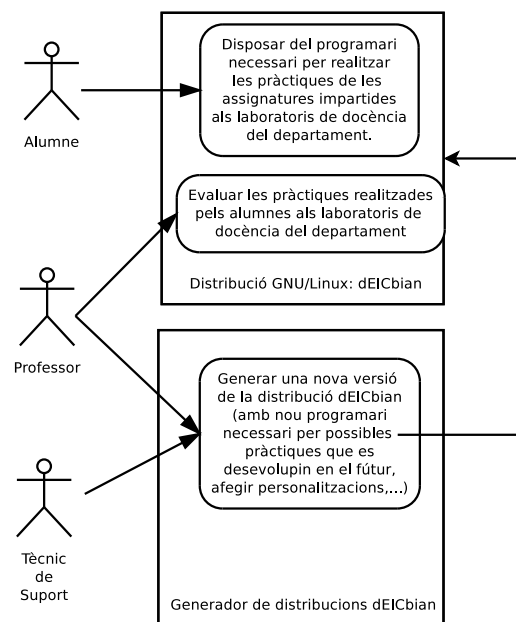 Disposar del programari
necessari per realitzar
les pràctiques de les
assignatures impartides
als laboratoris de docència
del departament.
Alumne
Evaluar les pràctiques realitzades
pels alumnes als laboratoris de
docència del departament
Distribució GNU/Linux: dEICbian
Professor
Generar una nova versió
de la distribució dEICbian
(amb nou programari
necessari per possibles
pràctiques que es
desevolupin en el fútur,
afegir personalitzacions,...)
Tècnic
de
Suport
Generador de distribucions dEICbian